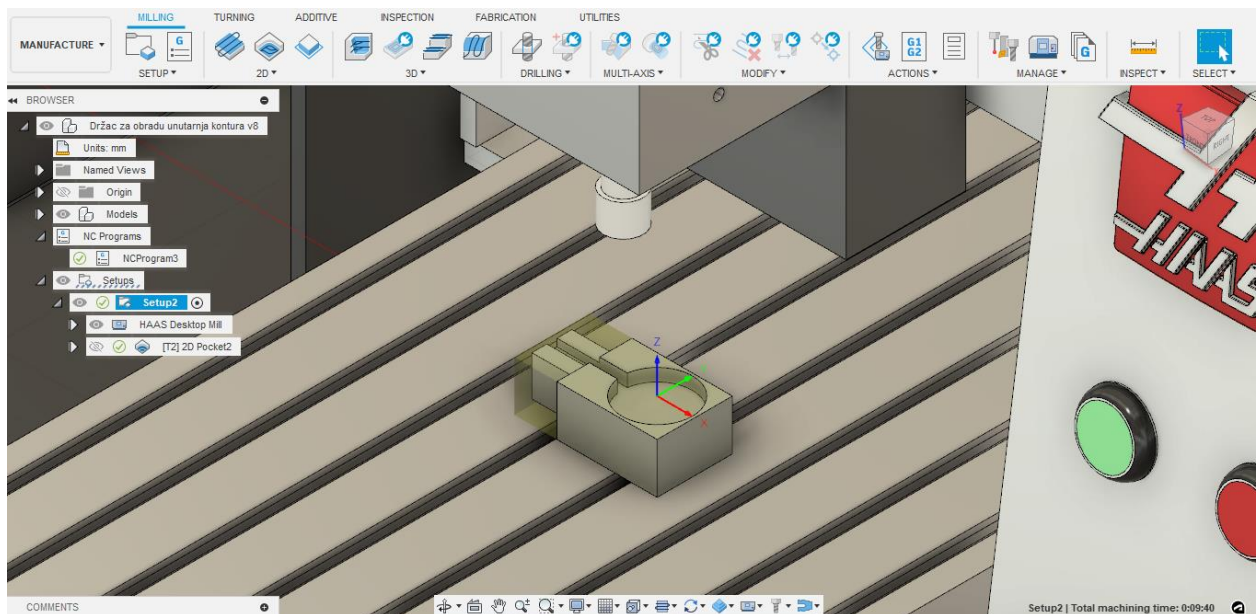 MILLING TURNING ADDITIVE INSPECTION FABRICATION UTILITIES
MANUFACTURE
G
G1
G2
G
SETUP 2D 3D DRILLING MULTI-AXIS MODIFY ACTIONS MANAGE INSPECT SELECT
BROWSER
Držac za obradu unutarnja kontura v8
Units: mm
Named Views
Origin
Models
NC Programs
NCProgram3
Setups
Setup2
HAAS Desktop Mill
[T2] 2D Pocket2
Z
TOP
RIGHT
HAAS
Z
Y
X
COMMENTS
Setup2 | Total machining time: 0:09:40